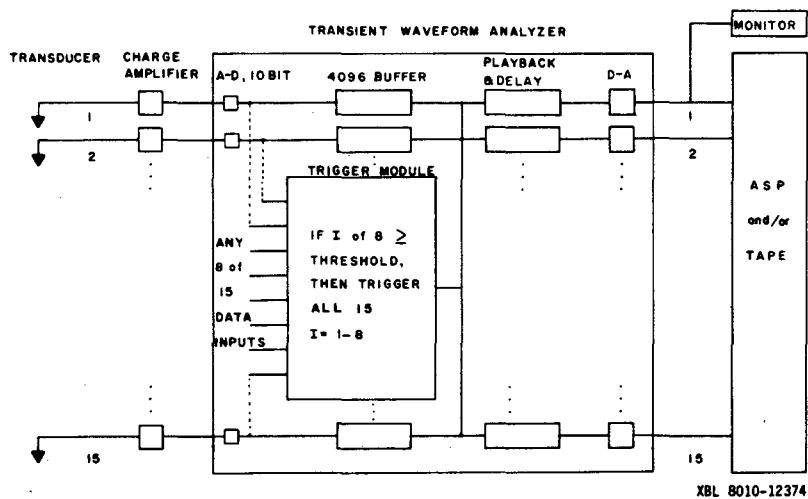 TRANSIENT WAVEFORM ANALYZER
MONITOR
TRANSDUCER
CHARGE
AMPLIFIER
A-D, 10 BIT
4096 BUFFER
PLAYBACK
& DELAY
D-A
1
1
2
2
TRIGGER MODULE
ANY
8 of
15
DATA
INPUTS
IF I of 8 ≥
THRESHOLD,
THEN TRIGGER
ALL 15
I = 1-8
ASP
and/or
TAPE
15
15
XBL 8010-12374